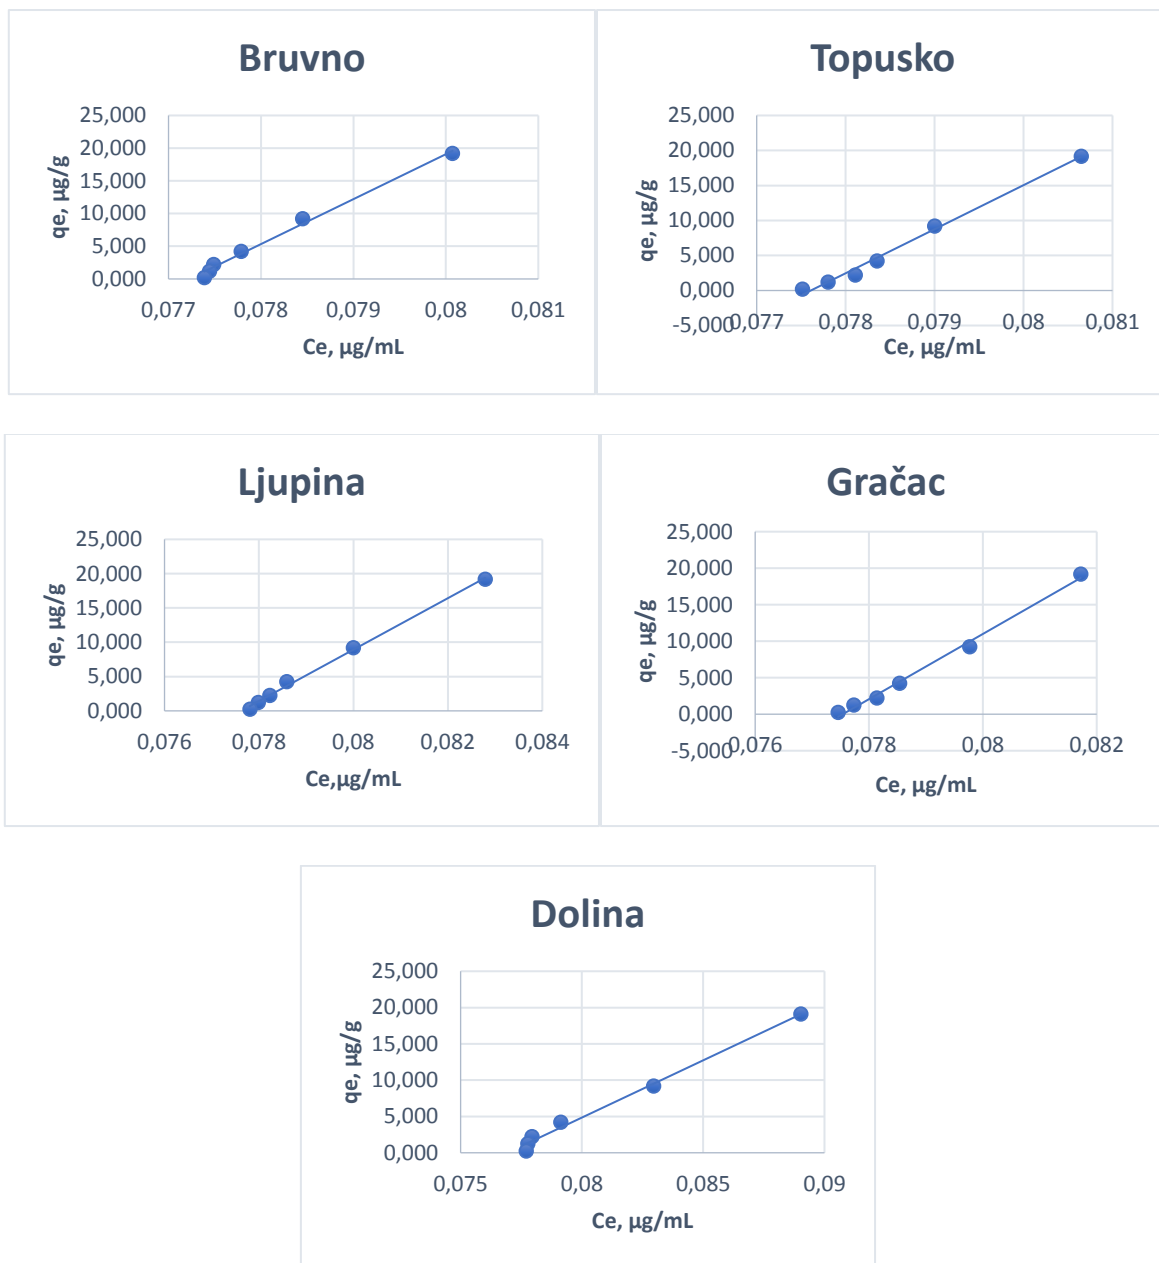 Bruvno
25,000
20,000
15,000
10,000
5,000
0,000
qe, µg/g
0,077 0,078 0,079 0,08 0,081
Ce, µg/mL
Topusko
25,000
20,000
15,000
10,000
5,000
0,000
-5,000
qe, µg/g
0,077 0,078 0,079 0,08 0,081
Ce, µg/mL
Ljupina
25,000
20,000
15,000
10,000
5,000
0,000
qe, µg/g
0,076 0,078 0,08 0,082 0,084
Ce,µg/mL
Gračac
25,000
20,000
15,000
10,000
5,000
0,000
-5,000
qe, µg/g
0,076 0,078 0,08 0,082
Ce, µg/mL
Dolina
25,000
20,000
15,000
10,000
5,000
0,000
qe, µg/g
0,075 0,08 0,085 0,09
Ce, µg/mL